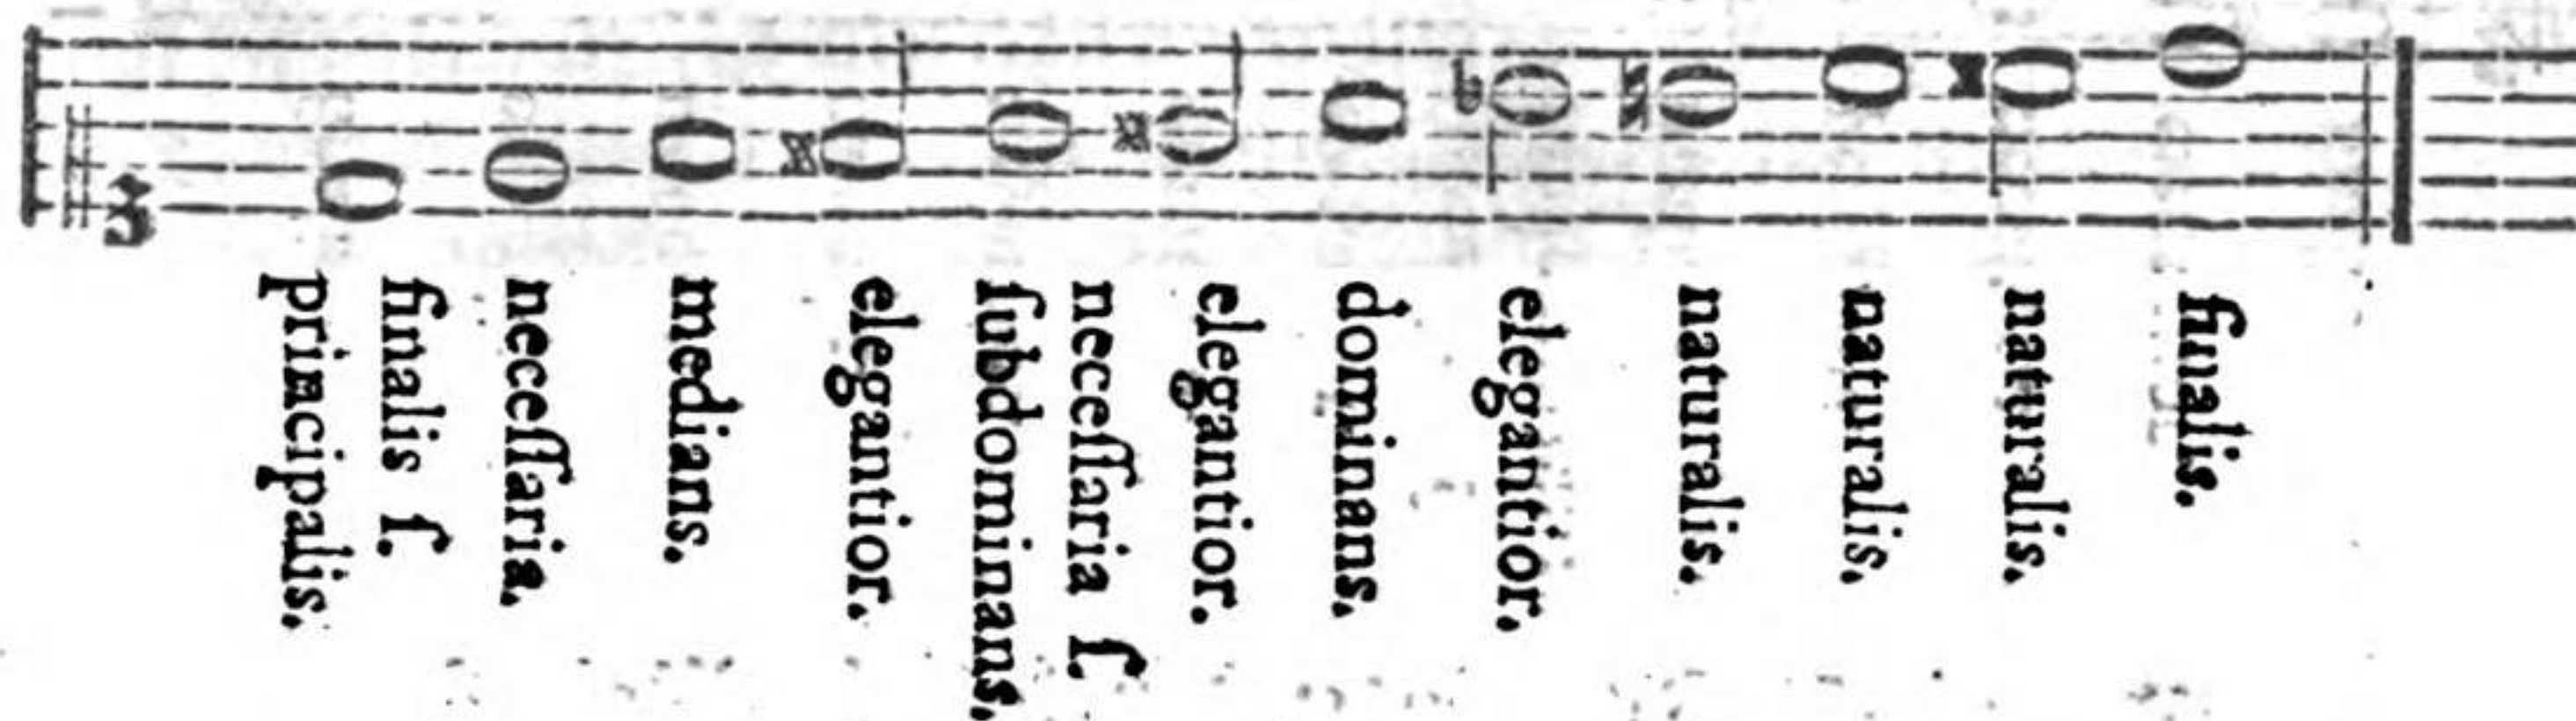 finalis ſ.
principalis.
neceſſaria.
medians.
elegantior.
neceſſaria ſ.
ſubdominans.
elegantior.
dominans.
elegantior.
naturalis.
naturalis.
naturalis.
finalis.